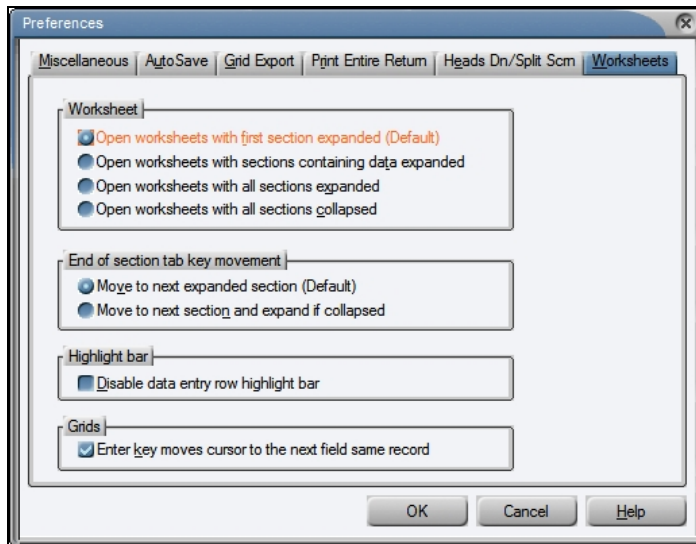 Preferences
Miscellaneous AutoSave Grid Export Print Entire Return Heads Dn/Split Scrn Worksheets
Worksheet
Open worksheets with first section expanded (Default)
Open worksheets with sections containing data expanded
Open worksheets with all sections expanded
Open worksheets with all sections collapsed
End of section tab key movement
Move to next expanded section (Default)
Move to next section and expand if collapsed
Highlight bar
Disable data entry row highlight bar
Grids
Enter key moves cursor to the next field same record
OK Cancel Help